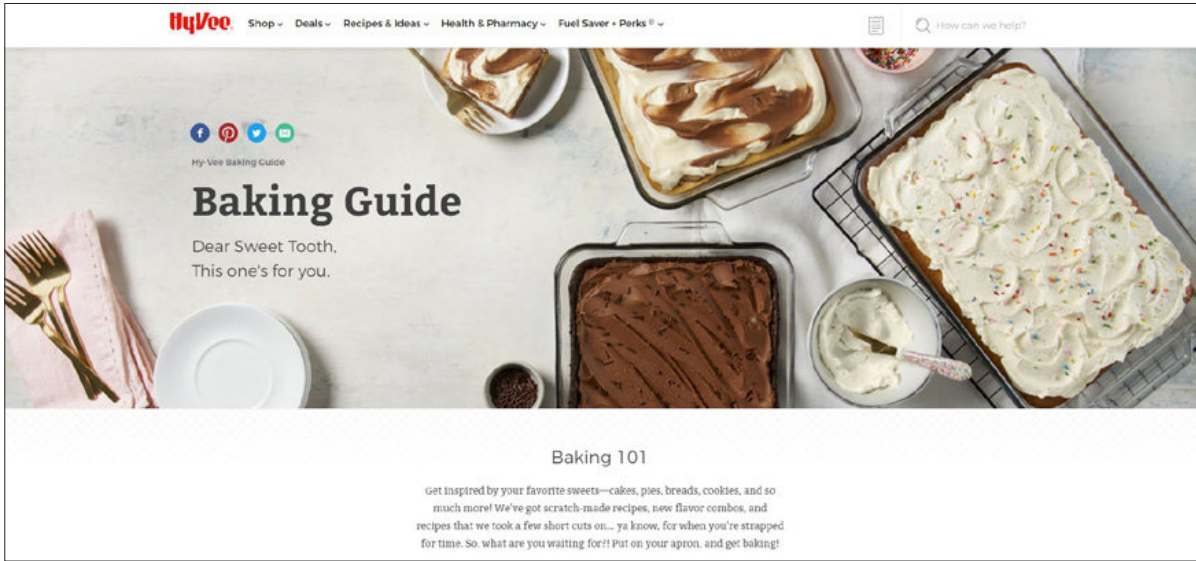 HyVee Shop Deals Recipes & Ideas Health & Pharmacy Fuel Saver + Perks ® How can we help?
Hy-Vee Baking Guide
Baking Guide
Dear Sweet Tooth,
This one's for you.
Baking 101
Get inspired by your favorite sweets—cakes, pies, breads, cookies, and so
much more! We've got scratch-made recipes, new flavor combos, and
recipes that we took a few short cuts on... ya know, for when you're strapped
for time. So, what are you waiting for?! Put on your apron, and get baking!